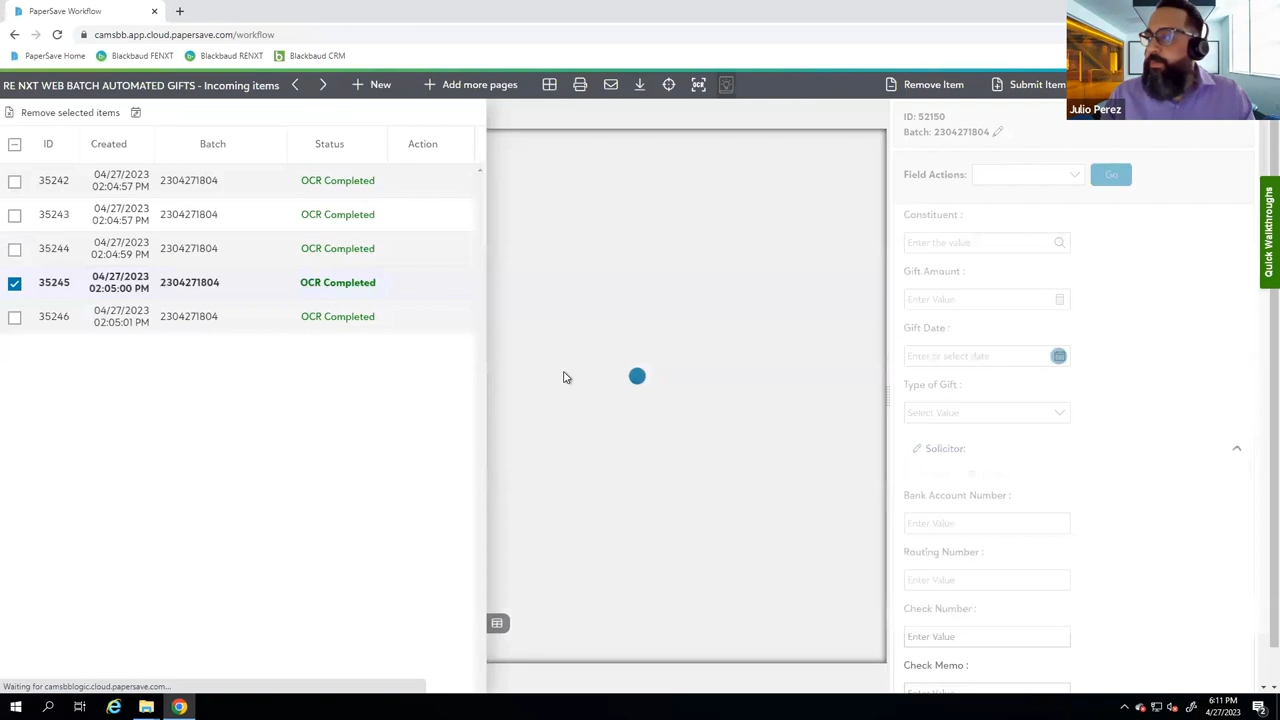 PaperSave Workflow
camsbb.app.cloud.papersave.com/workflow
PaperSave Home
Blackbaud FENXT
Blackbaud RENXT
Blackbaud CRM
RE NXT WEB BATCH AUTOMATED GIFTS - Incoming items
New
Add more pages
OCR
Remove Item
Submit Item
Julio Perez
Remove selected items
ID: 52150
Batch: 2304271804
ID Created Batch Status Action
35242 04/27/2023 02:04:57 PM 2304271804 OCR Completed
35243 04/27/2023 02:04:57 PM 2304271804 OCR Completed
35244 04/27/2023 02:04:59 PM 2304271804 OCR Completed
35245 04/27/2023 02:05:00 PM 2304271804 OCR Completed
35246 04/27/2023 02:05:01 PM 2304271804 OCR Completed
Field Actions:
Go
Constituent :
Enter the value
Gift Amount :
Enter Value
Gift Date :
Enter or select date
Type of Gift :
Select Value
Solicitor:
Bank Account Number :
Enter Value
Routing Number :
Enter Value
Check Number :
Enter Value
Check Memo :
Enter Value
Quick Walkthroughs
Waiting for camsbblogic.cloud.papersave.com...
6:11 PM
4/27/2023
2